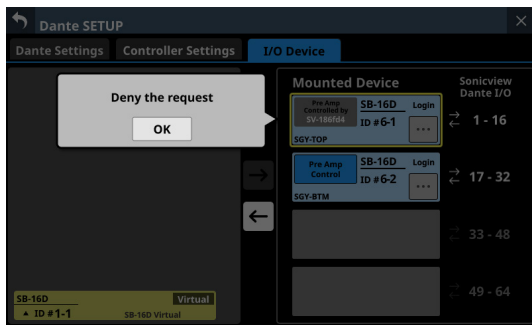 Dante SETUP
Dante Settings
Controller Settings
I/O Device
Deny the request
OK
Mounted Device
Sonicview
Dante I/O
Pre Amp
Controlled by
SV-186fd4
SB-16D
ID #6-1
Login
...
SGY-TOP
1 - 16
Pre Amp
Control
SB-16D
ID #6-2
Login
...
SGY-BTM
17 - 32
33 - 48
49 - 64
SB-16D
Virtual
ID #1-1
SB-16D Virtual